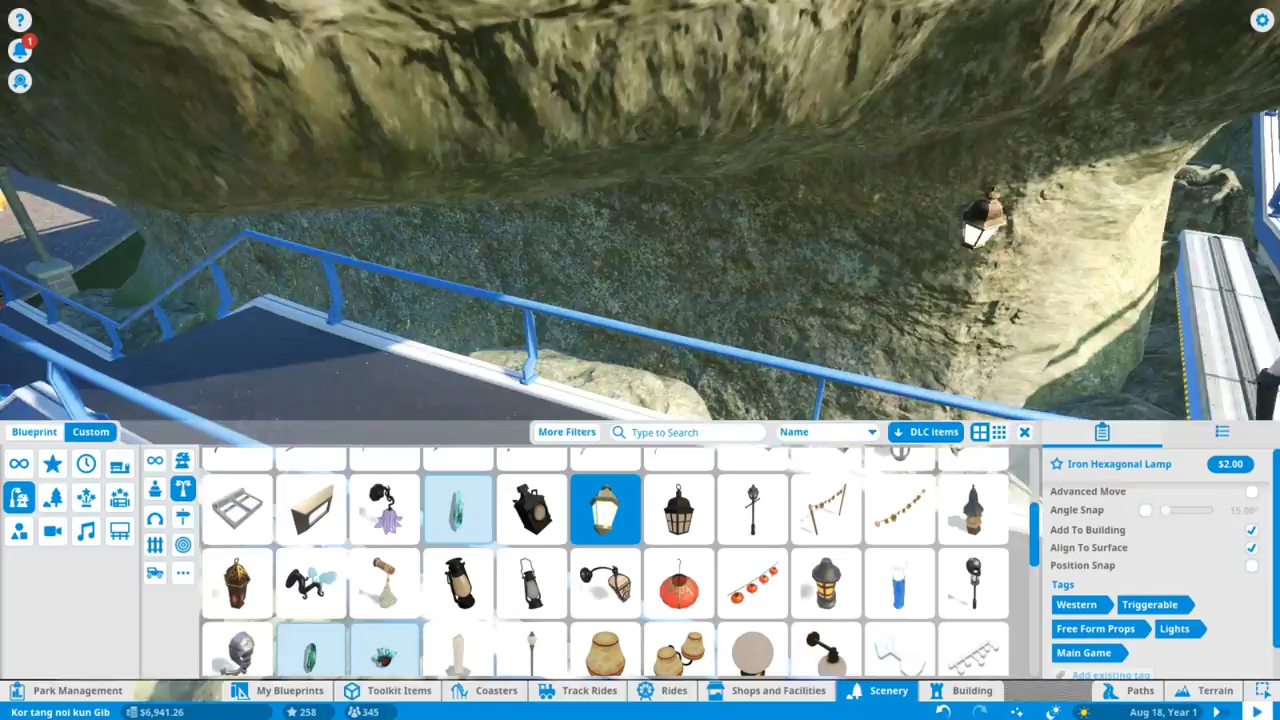 ?
1
Blueprint
Custom
More Filters
Type to Search
Name
DLC items
Iron Hexagonal Lamp
$2.00
Advanced Move
Angle Snap
15.00°
Add To Building
Align To Surface
Position Snap
Tags
Western
Triggerable
Free Form Props
Lights
Main Game
Add existing tag
Park Management
My Blueprints
Toolkit Items
Coasters
Track Rides
Rides
Shops and Facilities
Scenery
Building
Paths
Terrain
Kor tang noi kun Gib
$6,941.26
258
345
Aug 18, Year 1